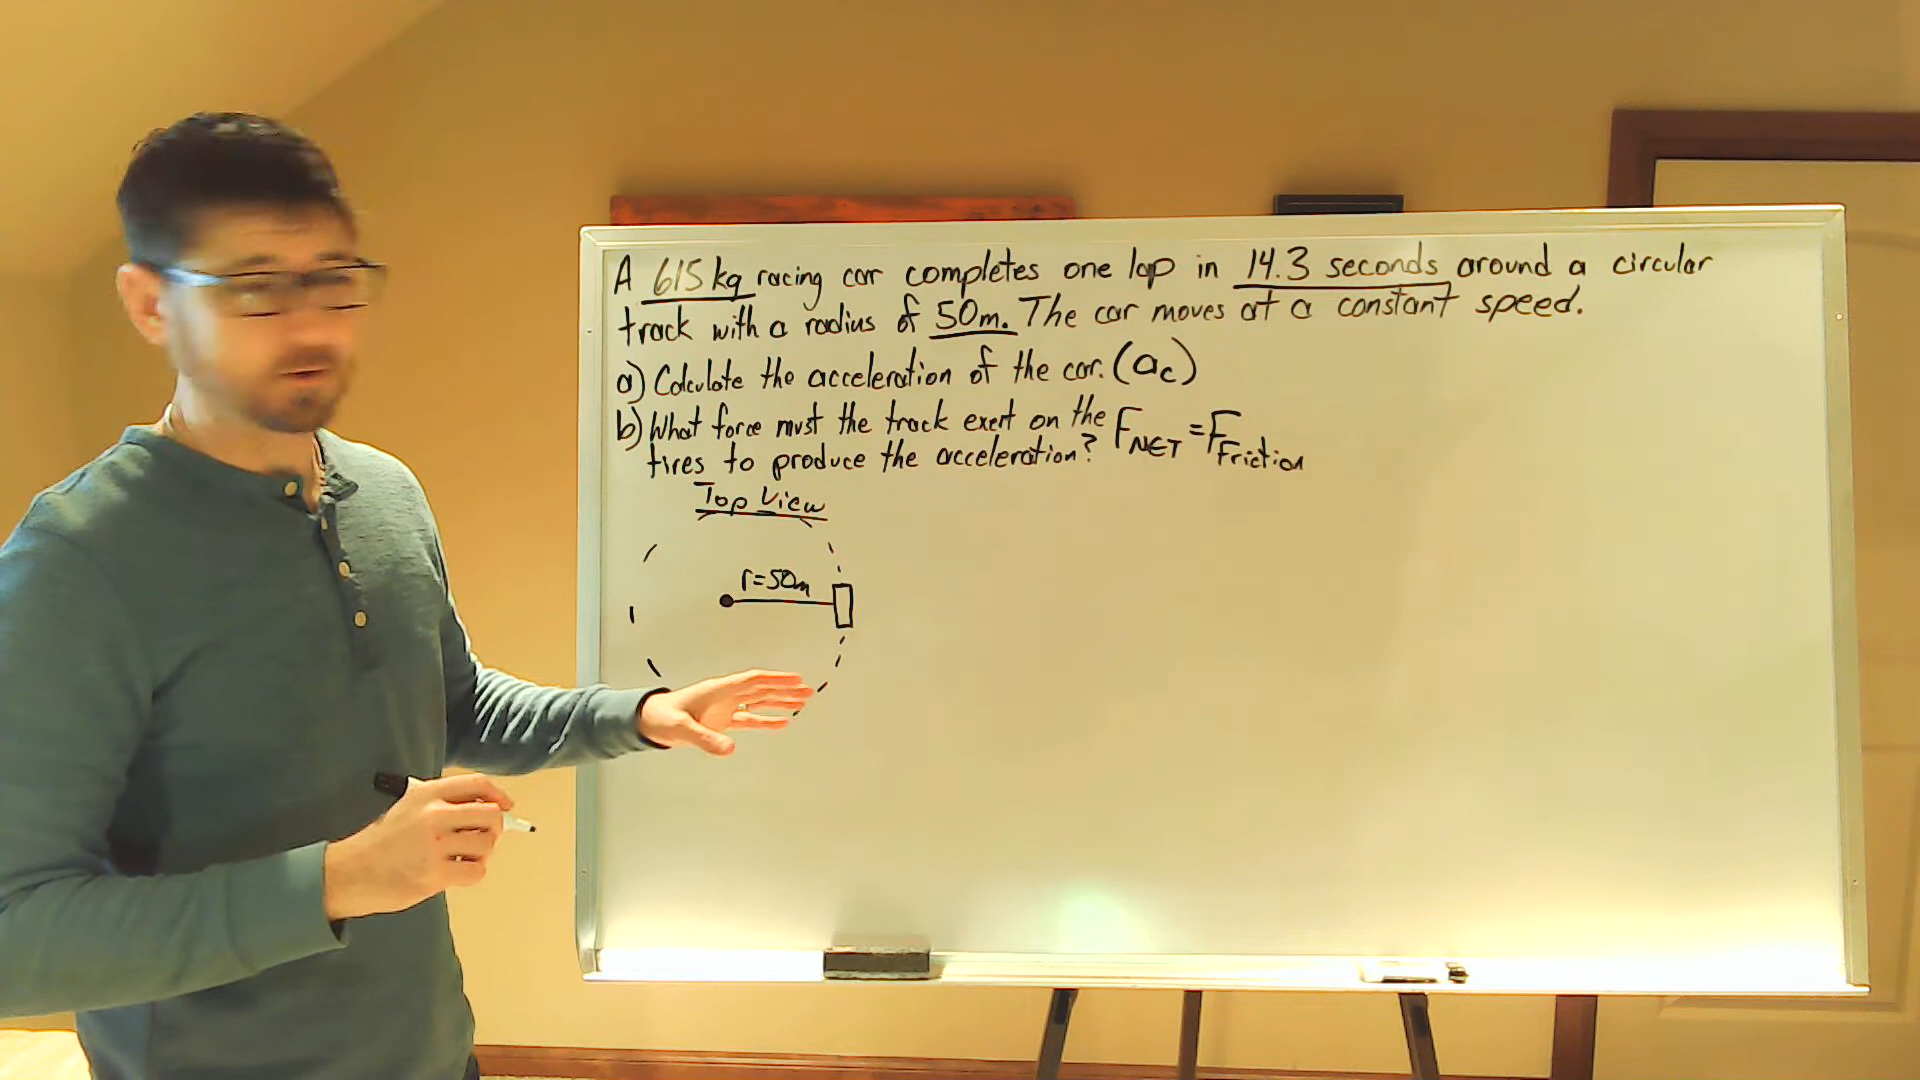 A 615 kg racing car completes one lap in 14.3 seconds around a circular
track with a radius of 50m. The car moves at a constant speed.
a) Calculate the acceleration of the car. (ac)
b) What force must the track exert on the
tires to produce the acceleration? FNET = FFriction
Top View
r=50m